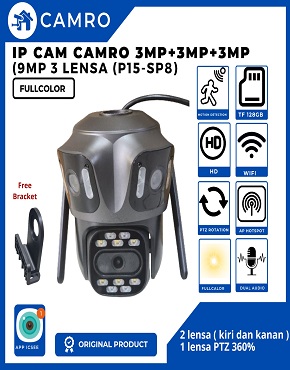 CAMRO
IP CAM CAMRO 3MP+3MP+3MP
(9MP 3 LENSA (P15-SP8)
FULLCOLOR
MOTION DETECTION
TF 128GB
HD
HD
WIFI
Free
Bracket
PTZ ROTATION
AP HOTSPOT
FULLCALOR
DUAL AUDIO
APP ICSEE
ORIGINAL PRODUCT
2 lensa ( kiri dan kanan )
1 lensa PTZ 360%